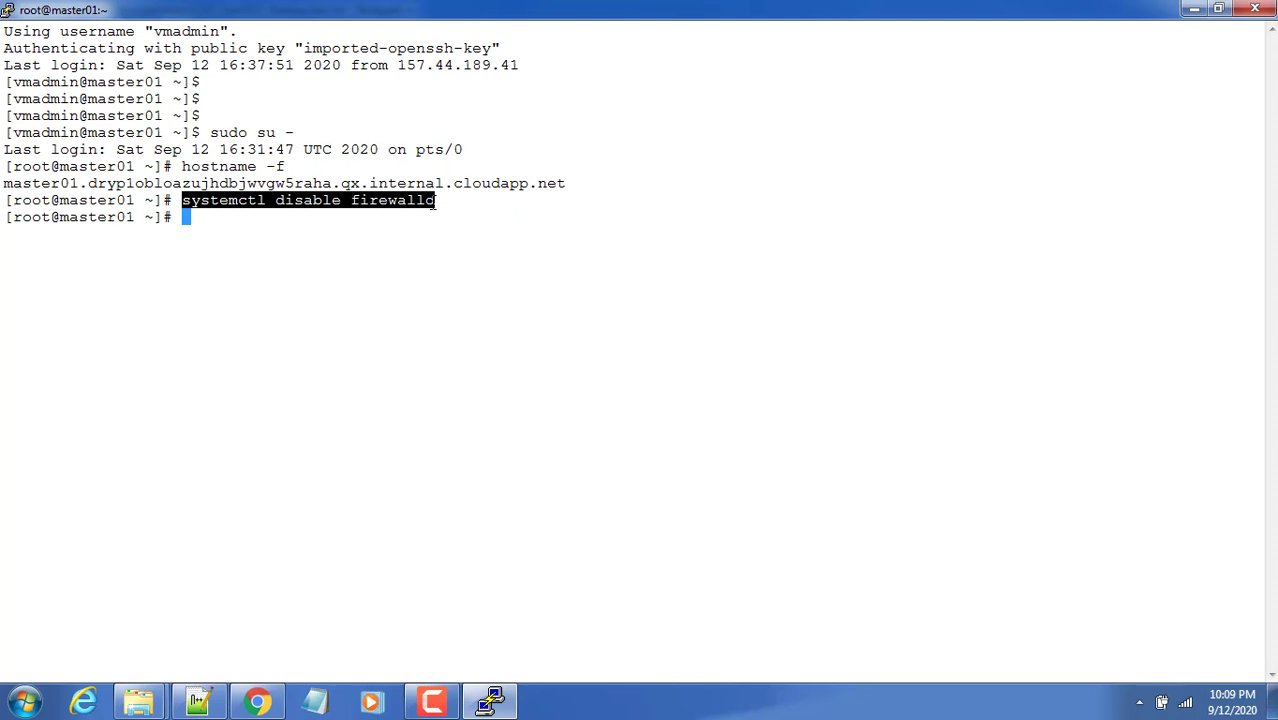 root@master01:~
Using username "vmadmin".
Authenticating with public key "imported-openssh-key"
Last login: Sat Sep 12 16:37:51 2020 from 157.44.189.41
[vmadmin@master01 ~]$
[vmadmin@master01 ~]$
[vmadmin@master01 ~]$
[vmadmin@master01 ~]$ sudo su -
Last login: Sat Sep 12 16:31:47 UTC 2020 on pts/0
[root@master01 ~]# hostname -f
master01.dryp1obloazujhdbjwvgw5raha.qx.internal.cloudapp.net
[root@master01 ~]# systemctl disable firewalld
[root@master01 ~]#
10:09 PM
9/12/2020